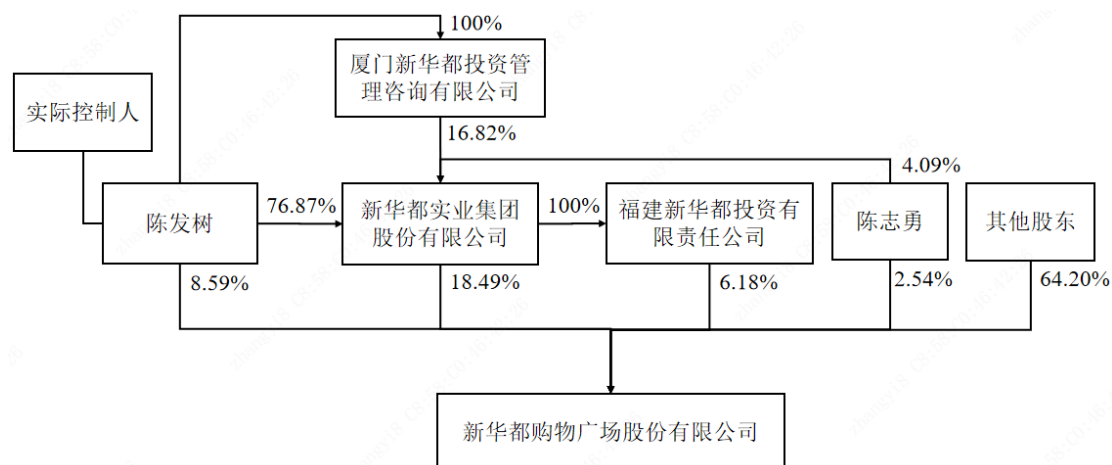 100%
厦门新华都投资管
理咨询有限公司
实际控制人
16.82%
4.09%
陈发树
76.87%
新华都实业集团
股份有限公司
100%
福建新华都投资有
限责任公司
陈志勇
其他股东
8.59%
18.49%
6.18%
2.54%
64.20%
新华都购物广场股份有限公司